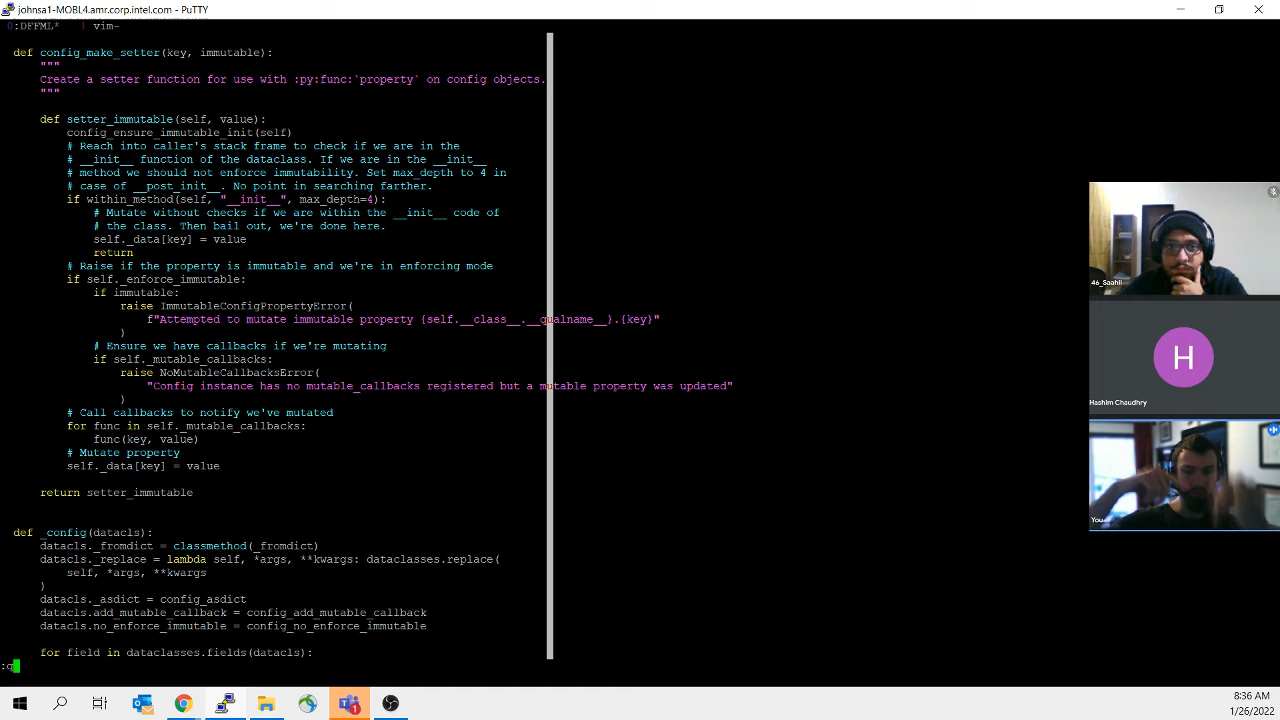 johnsa1-MOBL4.amr.corp.intel.com - PuTTY
0:DFFML* ! vim-
def config_make_setter(key, immutable):
"""
Create a setter function for use with :py:func:`property` on config objects.
"""
def setter_immutable(self, value):
config_ensure_immutable_init(self)
# Reach into caller's stack frame to check if we are in the
# __init__ function of the dataclass. If we are in the __init__
# method we should not enforce immutability. Set max_depth to 4 in
# case of __post_init__. No point in searching farther.
if within_method(self, "__init__", max_depth=4):
# Mutate without checks if we are within the __init__ code of
# the class. Then bail out, we're done here.
self._data[key] = value
return
# Raise if the property is immutable and we're in enforcing mode
if self._enforce_immutable:
if immutable:
raise ImmutableConfigPropertyError(
f"Attempted to mutate immutable property {self.__class__.__qualname__}.{key}"
)
# Ensure we have callbacks if we're mutating
if self._mutable_callbacks:
raise NoMutableCallbacksError(
"Config instance has no mutable_callbacks registered but a mutable property was updated"
)
# Call callbacks to notify we've mutated
for func in self._mutable_callbacks:
func(key, value)
# Mutate property
self._data[key] = value
return setter_immutable
def _config(datacls):
datacls._fromdict = classmethod(_fromdict)
datacls._replace = lambda self, *args, **kwargs: dataclasses.replace(
self, *args, **kwargs
)
datacls._asdict = config_asdict
datacls.add_mutable_callback = config_add_mutable_callback
datacls.no_enforce_immutable = config_no_enforce_immutable
for field in dataclasses.fields(datacls):
:q
46_Saahil
H
Hashim Chaudhry
You
1
8:36 AM
1/26/2022